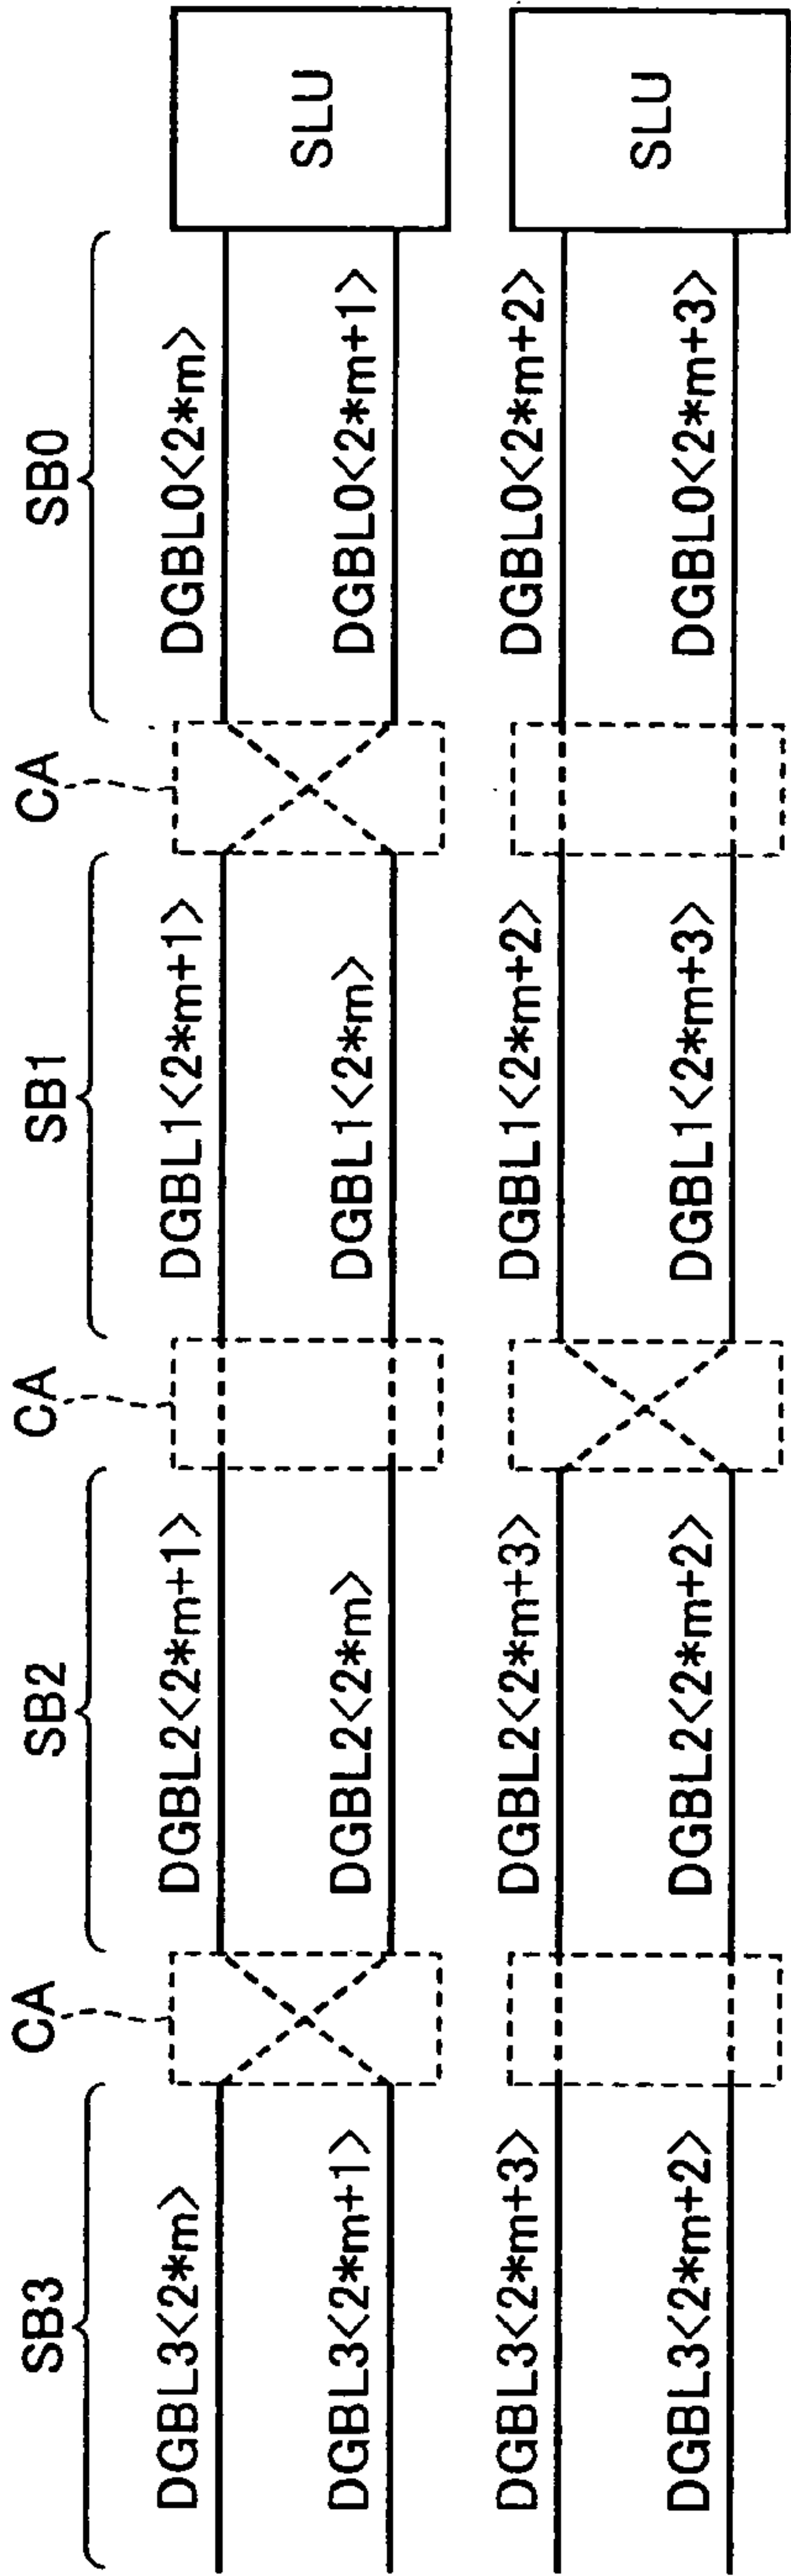 SB3
CA
SB2
CA
SB1
CA
SB0
DGBL3<2*m>
DGBL2<2*m+1>
DGBL1<2*m+1>
DGBL0<2*m>
SLU
DGBL3<2*m+1>
DGBL2<2*m>
DGBL1<2*m>
DGBL0<2*m+1>
DGBL3<2*m+3>
DGBL2<2*m+3>
DGBL1<2*m+2>
DGBL0<2*m+2>
SLU
DGBL3<2*m+2>
DGBL2<2*m+2>
DGBL1<2*m+3>
DGBL0<2*m+3>